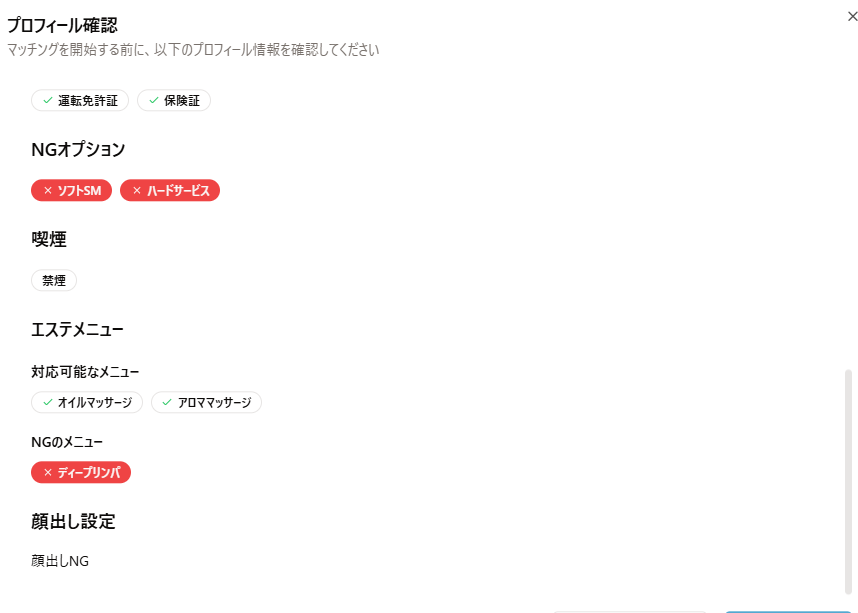 プロフィール確認
マッチングを開始する前に、以下のプロフィール情報を確認してください
運転免許証 保険証
NGオプション
ソフトSM ハードサービス
喫煙
禁煙
エステメニュー
対応可能なメニュー
オイルマッサージ アロママッサージ
NGのメニュー
ディープリンパ
顔出し設定
顔出しNG